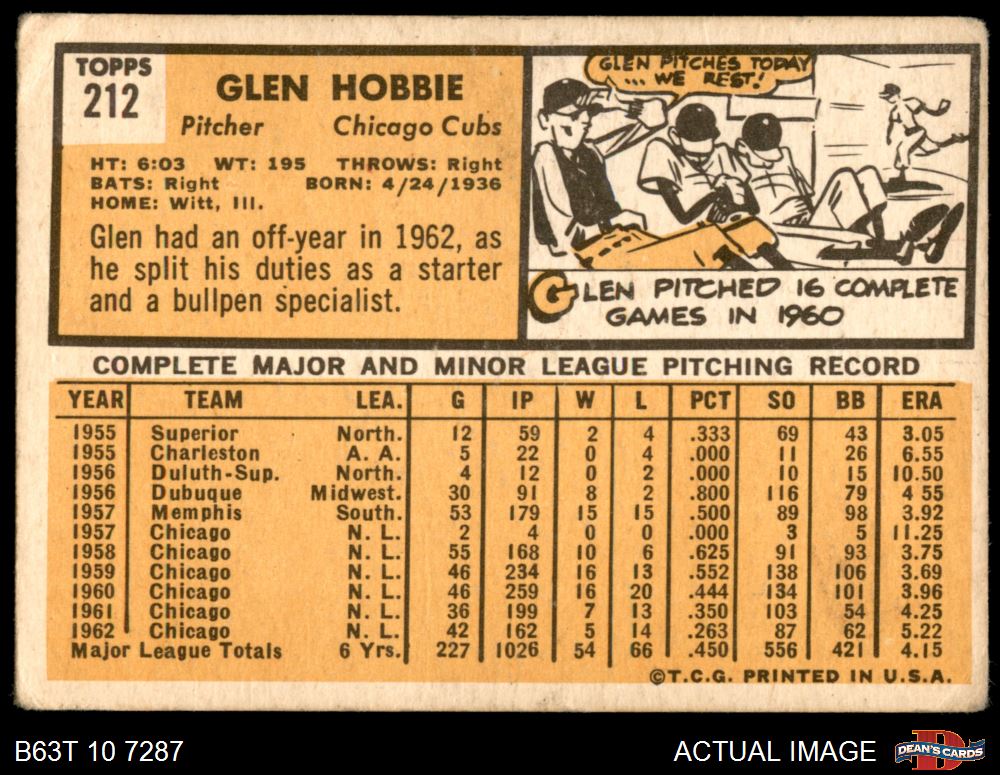 TOPPS
212
GLEN HOBBIE
Pitcher Chicago Cubs
HT: 6:03 WT: 195 THROWS: Right
BATS: Right BORN: 4/24/1936
HOME: Witt, Ill.
Glen had an off-year in 1962, as
he split his duties as a starter
and a bullpen specialist.
GLEN PITCHES TODAY
... WE REST!
GLEN PITCHED 16 COMPLETE
GAMES IN 1960
COMPLETE MAJOR AND MINOR LEAGUE PITCHING RECORD
YEAR TEAM LEA. G IP W L PCT SO BB ERA
1955 Superior North. 12 59 2 4 .333 69 43 3.05
1955 Charleston A. A. 5 22 0 4 .000 11 26 6.55
1956 Duluth-Sup. North. 4 12 0 2 .000 10 15 10.50
1956 Dubuque Midwest. 30 91 8 2 .800 116 79 4 55
1957 Memphis South. 53 179 15 15 .500 89 98 3.92
1957 Chicago N. L. 2 4 0 0 .000 3 5 11.25
1958 Chicago N. L. 55 168 10 6 .625 91 93 3.75
1959 Chicago N. L. 46 234 16 13 .552 138 106 3.69
1960 Chicago N. L. 46 259 16 20 .444 134 101 3.96
1961 Chicago N. L. 36 199 7 13 .350 103 54 4.25
1962 Chicago N. L. 42 162 5 14 .263 87 62 5.22
Major League Totals 6 Yrs. 227 1026 54 66 .450 556 421 4.15
©T.C.G. PRINTED IN U.S.A.
B63T 10 7287 ACTUAL IMAGE
D
DEAN'S CARDS